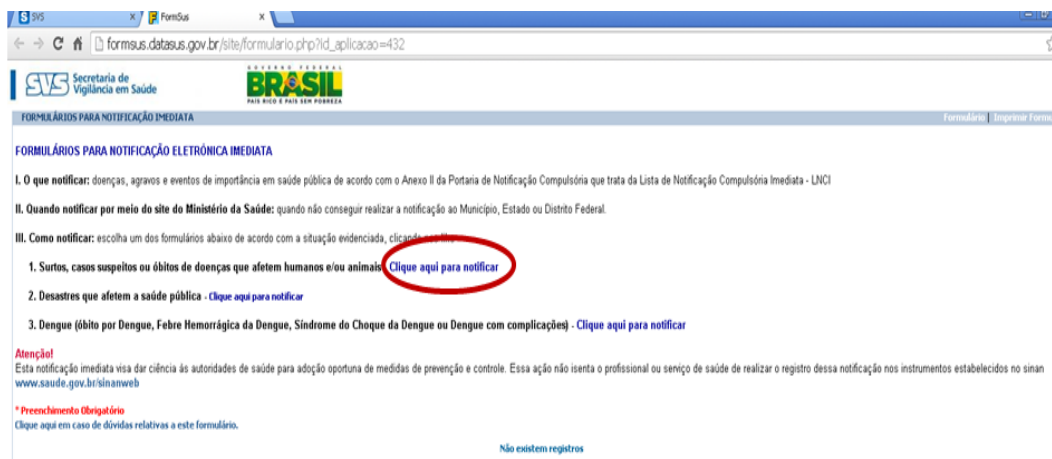 SVS
FormSus
formsus.datasus.gov.br/site/formulario.php?id_aplicacao=432
SVS Secretaria de Vigilância em Saúde
GOVERNO FEDERAL
BRASIL
PAÍS RICO É PAÍS SEM POBREZA
FORMULÁRIOS PARA NOTIFICAÇÃO IMEDIATA
Formulário | Imprimir Formu
FORMULÁRIOS PARA NOTIFICAÇÃO ELETRÔNICA IMEDIATA
I. O que notificar: doenças, agravos e eventos de importância em saúde pública de acordo com o Anexo II da Portaria de Notificação Compulsória que trata da Lista de Notificação Compulsória Imediata - LNCI
II. Quando notificar por meio do site do Ministério da Saúde: quando não conseguir realizar a notificação ao Município, Estado ou Distrito Federal.
III. Como notificar: escolha um dos formulários abaixo de acordo com a situação evidenciada,
1. Surtos, casos suspeitos ou óbitos de doenças que afetem humanos e/ou animais Clique aqui para notificar
2. Desastres que afetem a saúde pública - Clique aqui para notificar
3. Dengue (óbito por Dengue, Febre Hemorrágica da Dengue, Síndrome do Choque da Dengue ou Dengue com complicações) - Clique aqui para notificar
Atenção!
Esta notificação imediata visa dar ciência às autoridades de saúde para adoção oportuna de medidas de prevenção e controle. Essa ação não isenta o profissional ou serviço de saúde de realizar o registro dessa notificação nos instrumentos estabelecidos no sinan
www.saude.gov.br/sinanweb
* Preenchimento Obrigatório
Clique aqui em caso de dúvidas relativas a este formulário.
Não existem registros